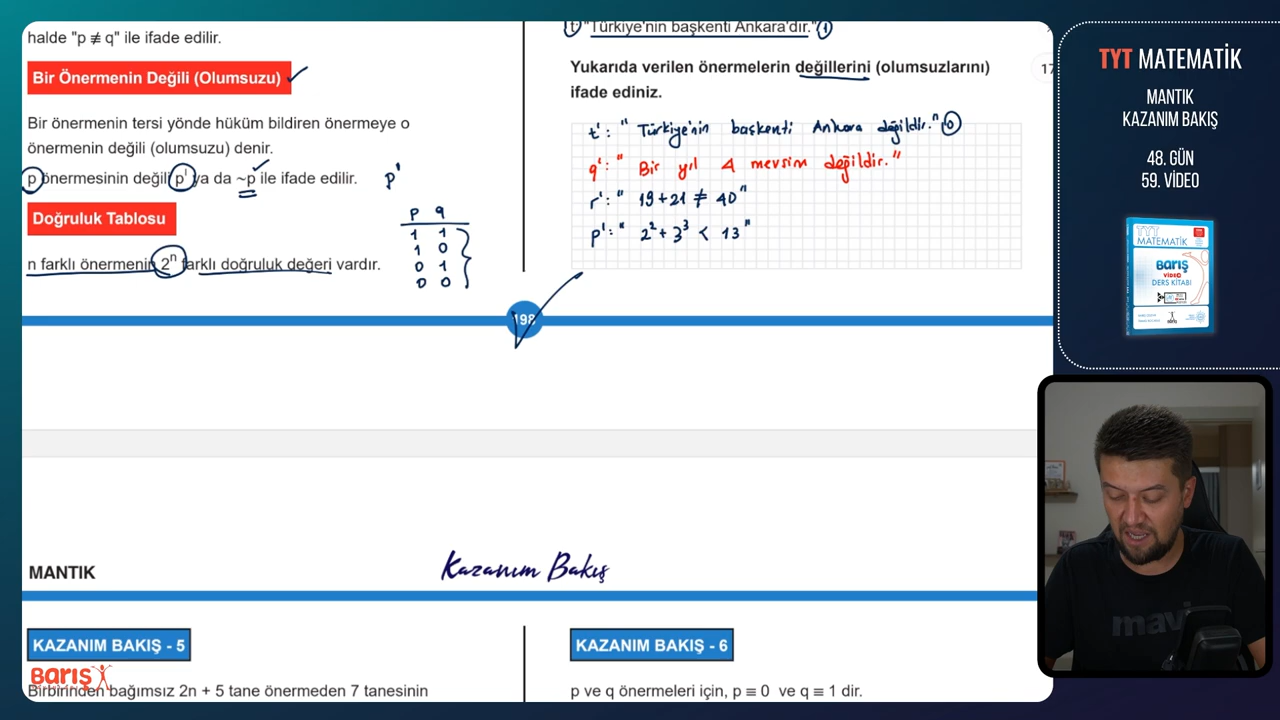 halde "p ≢ q" ile ifade edilir.
Bir Önermenin Değili (Olumsuzu)
Bir önermenin tersi yönde hüküm bildiren önermeye o
önermenin değili (olumsuzu) denir.
p önermesinin değili p' ya da ~p ile ifade edilir.
p'
Doğruluk Tablosu
n farklı önermenin 2ⁿ farklı doğruluk değeri vardır.
p q
1 1
1 0
0 1
0 0
t: "Türkiye'nin başkenti Ankara'dır." 1
Yukarıda verilen önermelerin değillerini (olumsuzlarını)
ifade ediniz.
17
t': " Türkiye'nin başkenti Ankara değildir." 0
q': " Bir yıl 4 mevsim değildir."
r': " 19+21 ≠ 40"
p': " 2² + 3³ < 13"
198
MANTIK
Kazanım Bakış
KAZANIM BAKIŞ - 5
Birbirinden bağımsız 2n + 5 tane önermeden 7 tanesinin
KAZANIM BAKIŞ - 6
p ve q önermeleri için, p ≡ 0 ve q ≡ 1 dir.
BARIŞ
TYT MATEMATİK
MANTIK
KAZANIM BAKIŞ
48. GÜN
59. VİDEO
TYT
MATEMATİK
BARIŞ
VİDEO
DERS KİTABI
BARIŞ
mavi